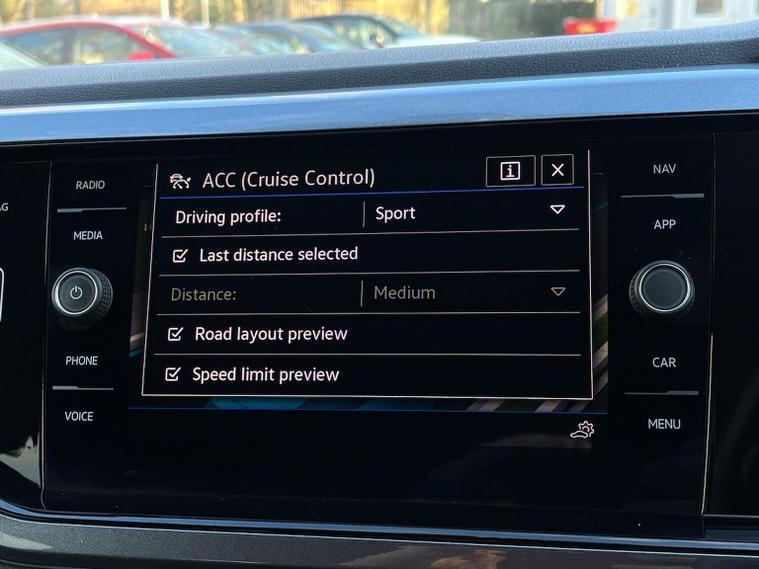 RADIO
MEDIA
PHONE
VOICE
AG
ACC (Cruise Control)
i
Driving profile: Sport
Last distance selected
Distance: Medium
Road layout preview
Speed limit preview
NAV
APP
CAR
MENU